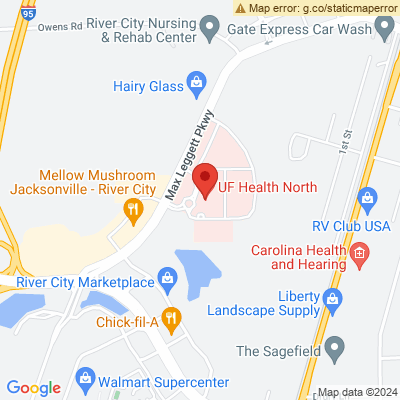 95
Owens Rd
River City Nursing
& Rehab Center
Map error: g.co/staticmaperror
Gate Express Car Wash
Hairy Glass
Max Leggett Pkwy
1st St
Mellow Mushroom
Jacksonville - River City
UF Health North
RV Club USA
Carolina Health
and Hearing
River City Marketplace
Liberty
Landscape Supply
Chick-fil-A
The Sagefield
Google
Walmart Supercenter
Map data ©2024